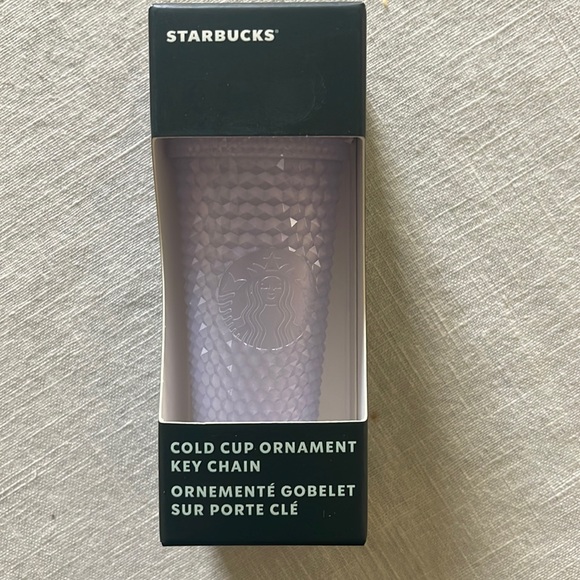 STARBUCKS®
COLD CUP ORNAMENT
KEY CHAIN
ORNEMENTÉ GOBELET
SUR PORTE CLÉ